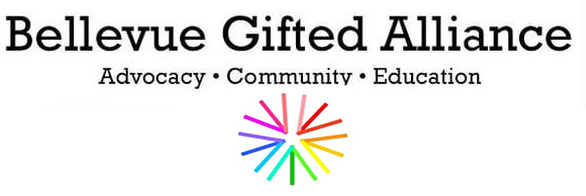 Bellevue Gifted Alliance
Advocacy • Community • Education